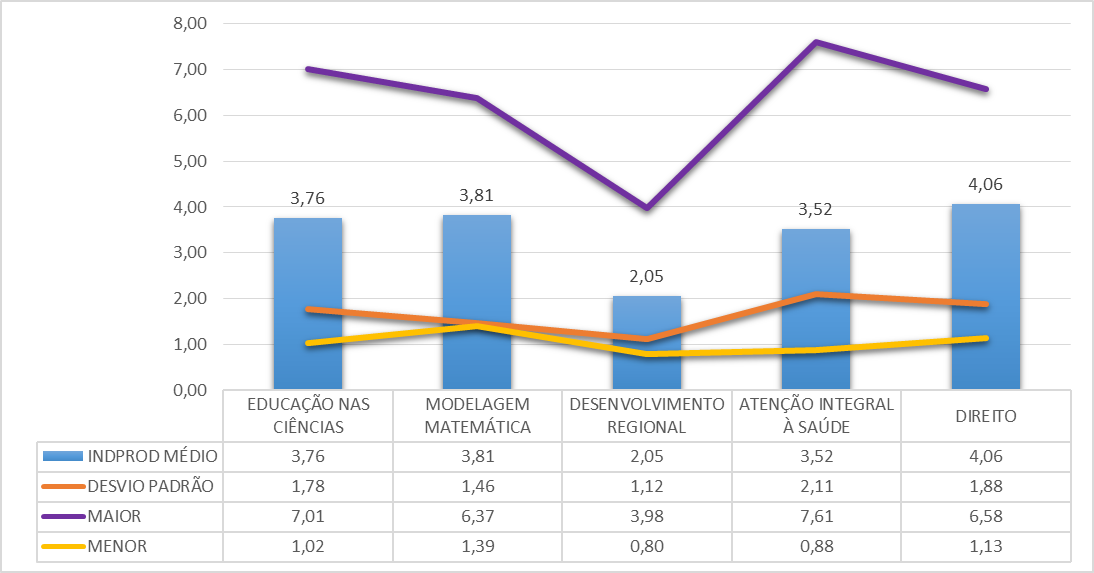 8,00
7,00
6,00
5,00
4,00
3,00
2,00
1,00
0,00
3,76
3,81
2,05
3,52
4,06
EDUCAÇÃO NAS CIÊNCIAS
MODELAGEM MATEMÁTICA
DESENVOLVIMENTO REGIONAL
ATENÇÃO INTEGRAL À SAÚDE
DIREITO
INDPROD MÉDIO 3,76 3,81 2,05 3,52 4,06
DESVIO PADRÃO 1,78 1,46 1,12 2,11 1,88
MAIOR 7,01 6,37 3,98 7,61 6,58
MENOR 1,02 1,39 0,80 0,88 1,13